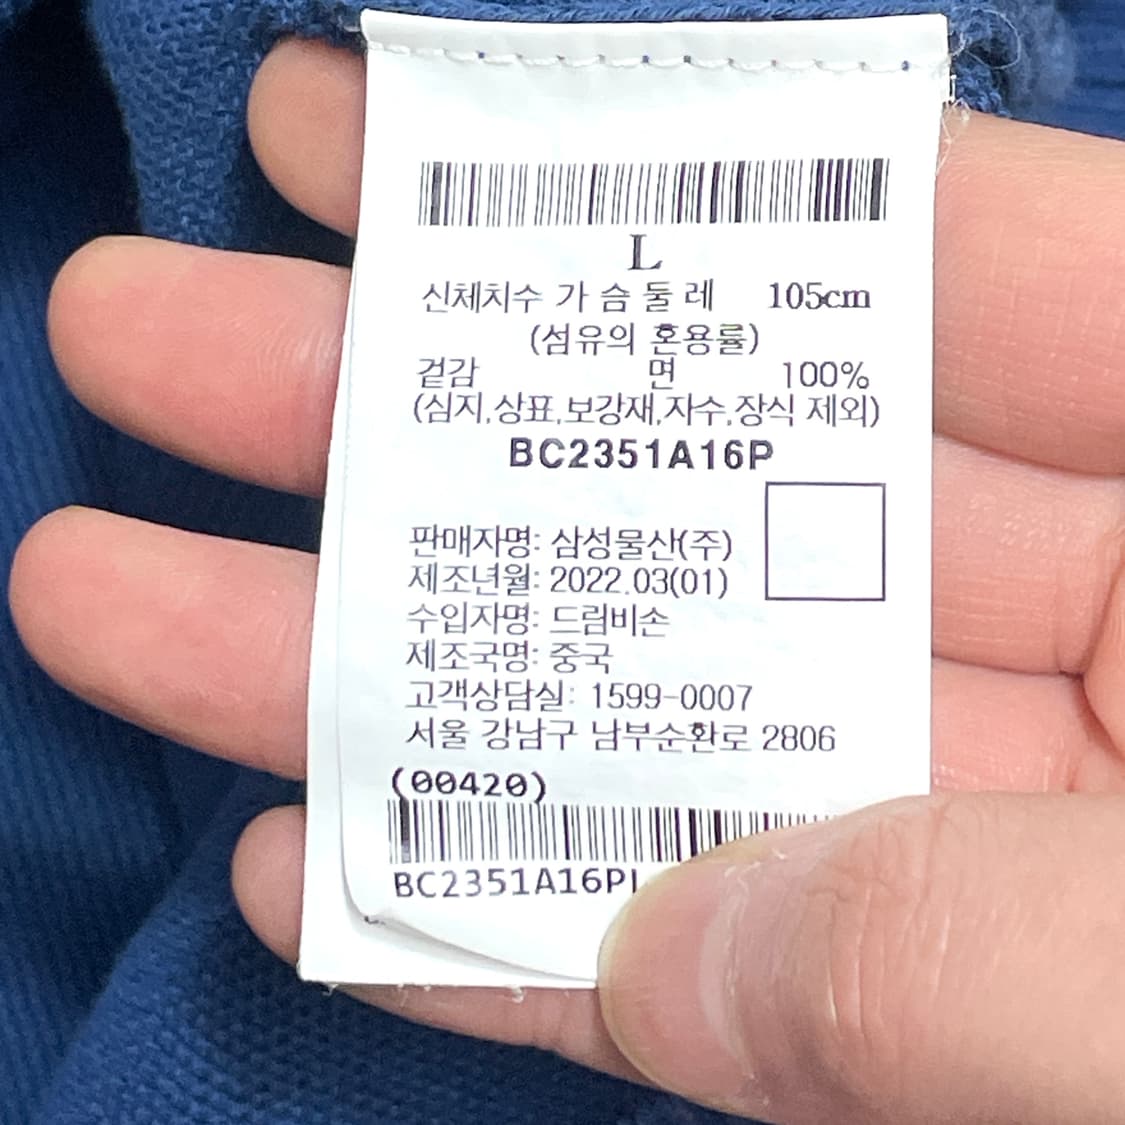 L
신체치수 가 슴 둘 레 105cm
(섬유의 혼용률)
겉감 면 100%
(심지,상표,보강재,자수,장식 제외)
BC2351A16P
판매자명: 삼성물산(주)
제조년월: 2022.03(01)
수입자명: 드림비손
제조국명: 중국
고객상담실: 1599-0007
서울 강남구 남부순환로 2806
(00420)